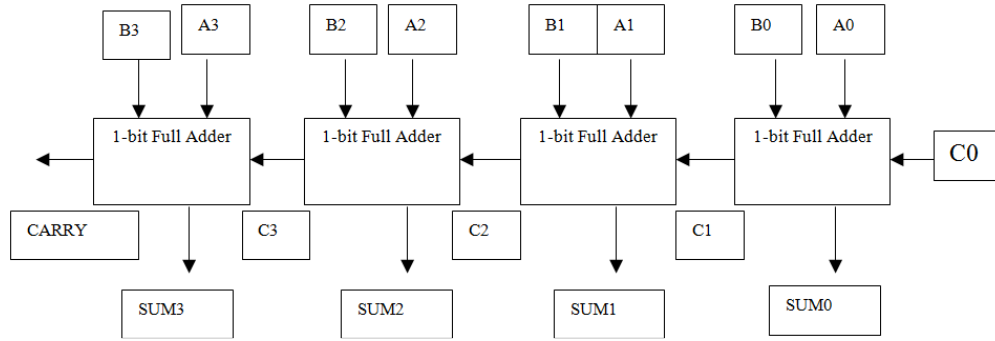 B3 A3 B2 A2 B1 A1 B0 A0
1-bit Full Adder 1-bit Full Adder 1-bit Full Adder 1-bit Full Adder
C0
CARRY C3 C2 C1
SUM3 SUM2 SUM1 SUM0